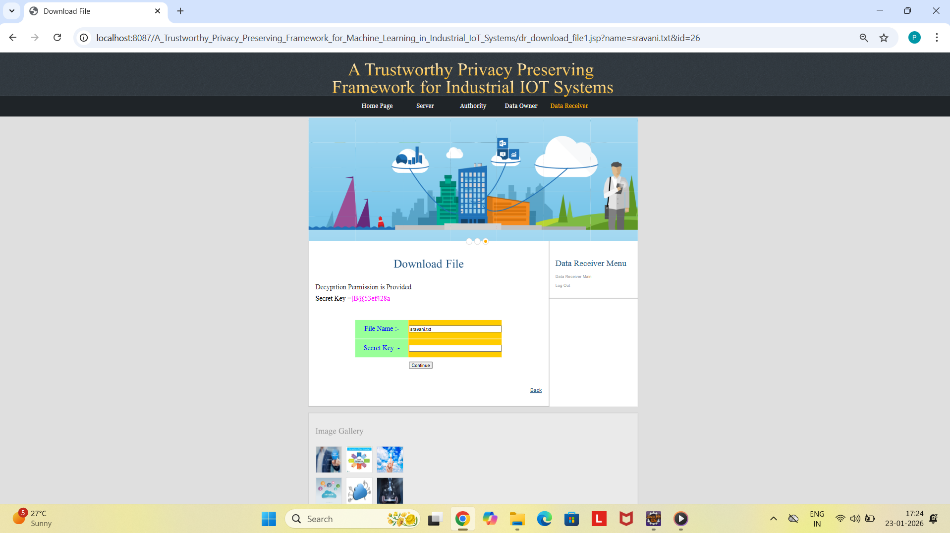 Download File
localhost:8087/A_Trustworthy_Privacy_Preserving_Framework_for_Machine_Learning_in_Industrial_IoT_Systems/dr_download_file1.jsp?name=sravani.txt&id=26
P
A Trustworthy Privacy Preserving
Framework for Industrial IOT Systems
Home Page Server Authority Data Owner Data Receiver
Download File
Decryption Permission is Provided
Secret Key =
File Name :-
sravani.txt
Secret Key :-
Continue
Back
Data Receiver Menu
Data Receiver Main
Log Out
Image Gallery
5
27°C
Sunny
Search
L
ENG
IN
17:24
23-01-2026